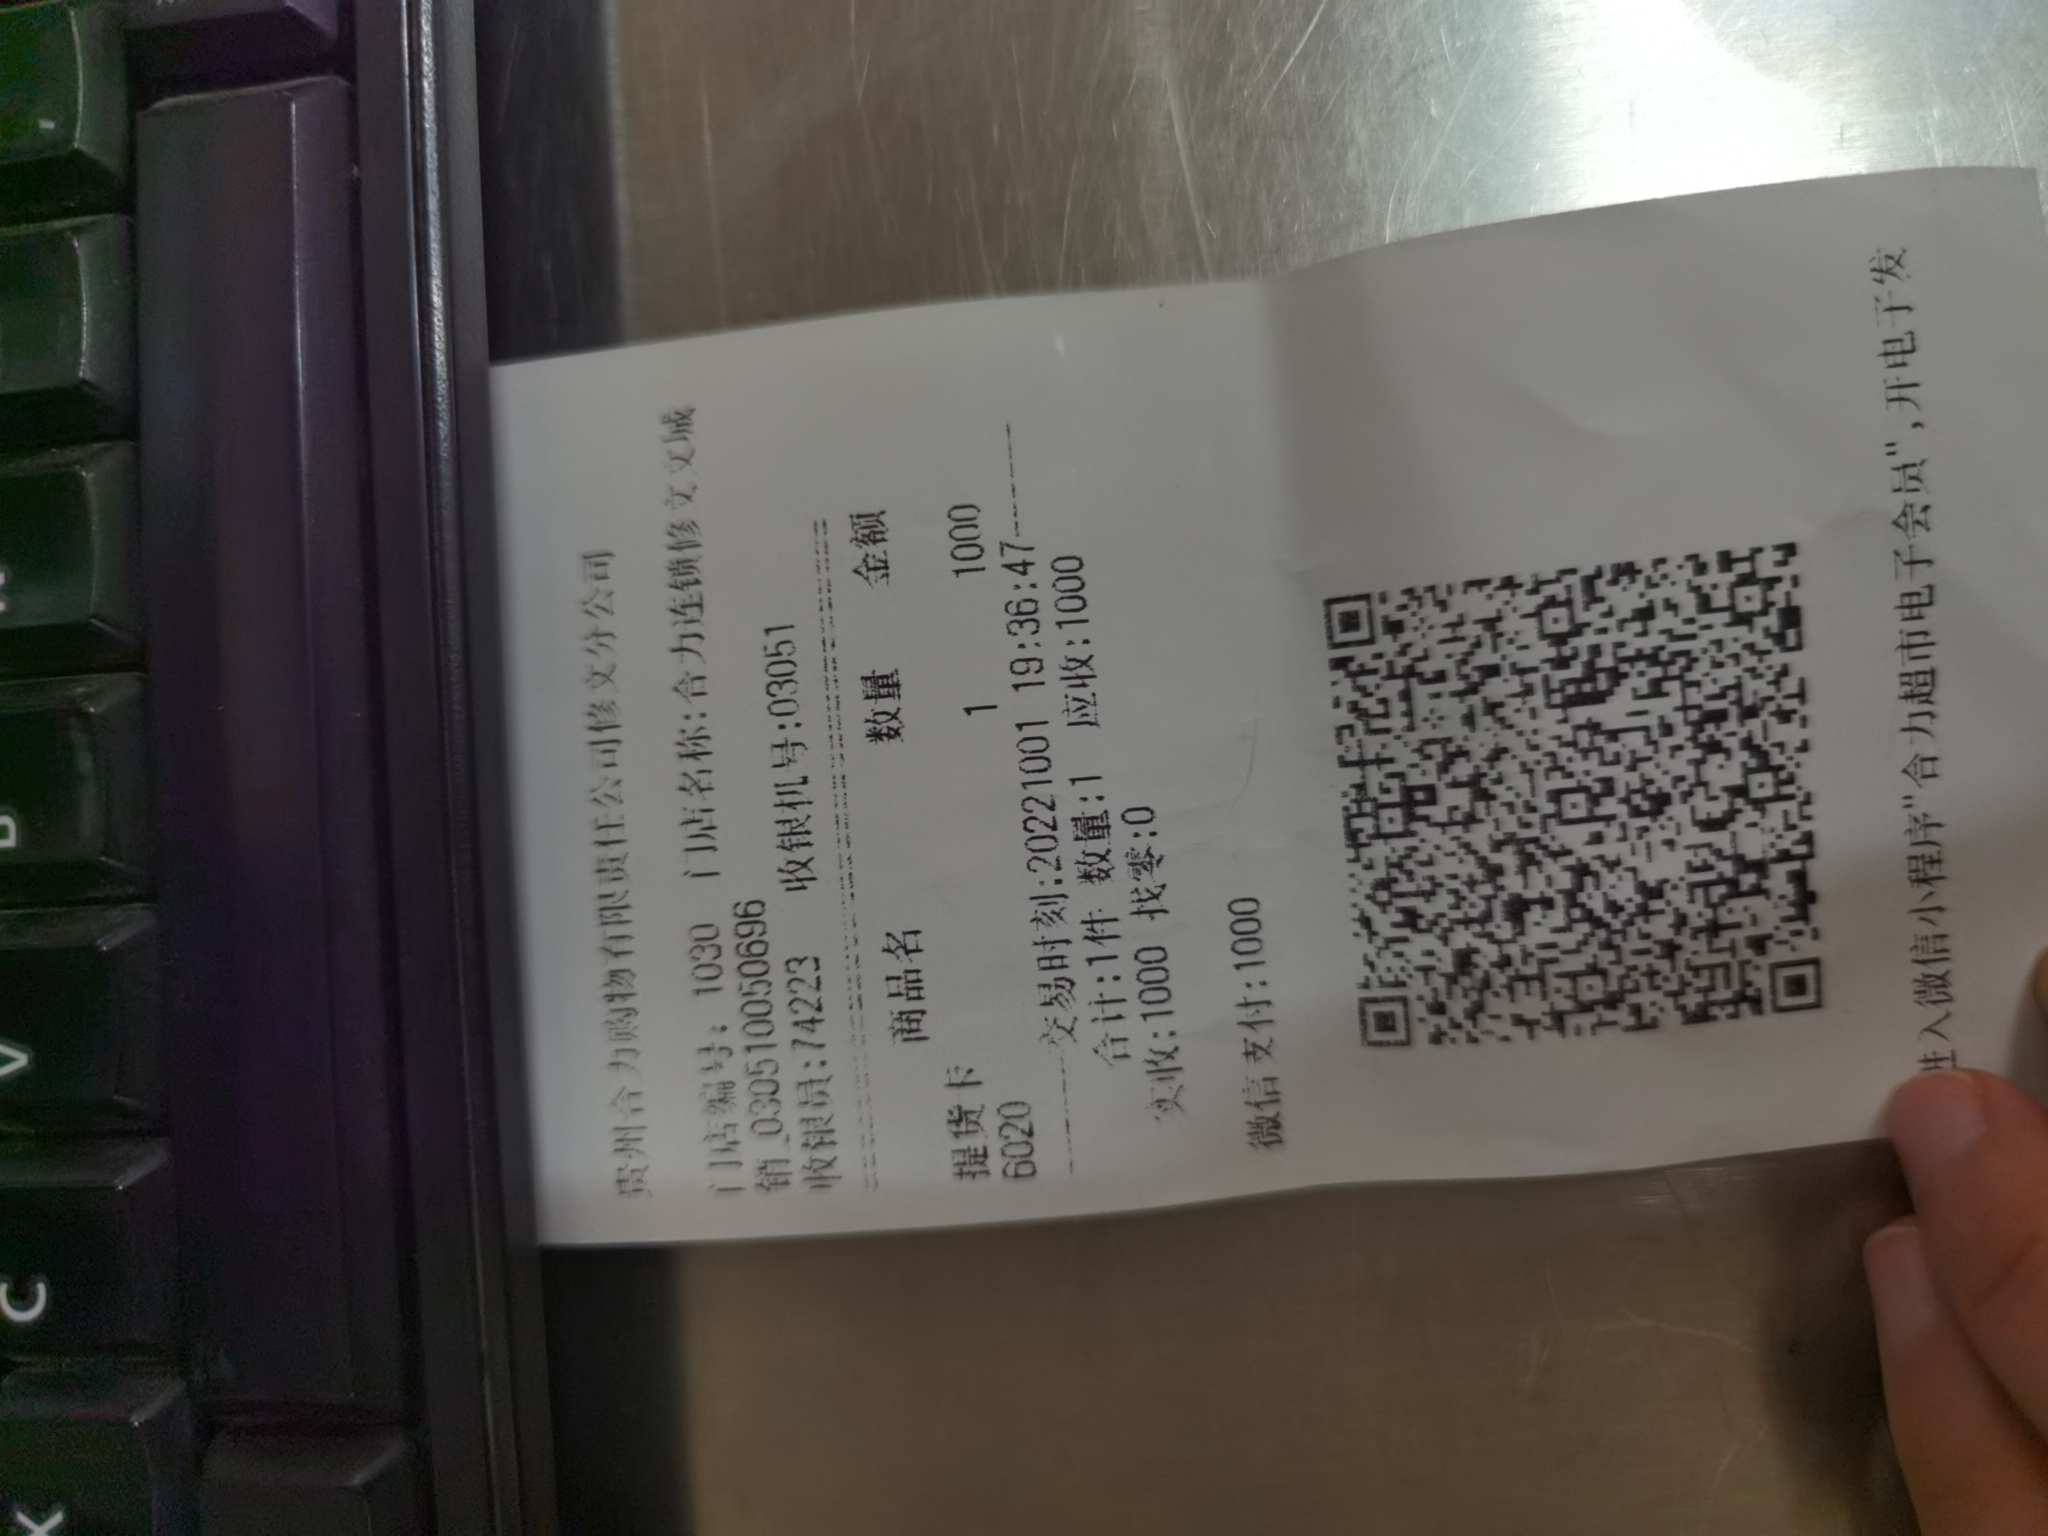 贵州合力购物有限责任公司修文分公司
门店编号: 1030 门店名称:合力连锁修文文城
销_030510050696
收银员:74223 收银机号:03051
商品名 数量 金额
提货卡 1 1000
6020
交易时刻:20221001 19:36:47
合计:1件 数量:1 应收:1000
实收:1000 找零:0
微信支付:1000
进入微信小程序"合力超市电子会员",开电子发
B
V
C
X